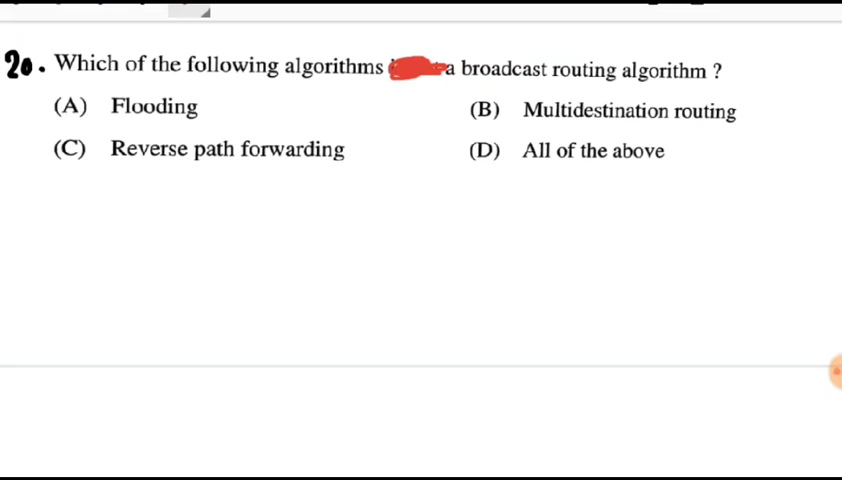 20. Which of the following algorithms a broadcast routing algorithm ?
(A) Flooding (B) Multidestination routing
(C) Reverse path forwarding (D) All of the above